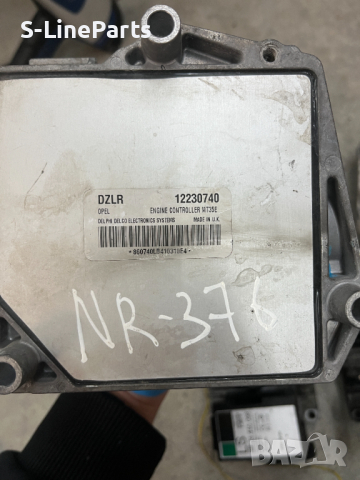 S-LineParts
DZLR 12230740
OPEL ENGINE CONTROLLER MT35E
DELPHI DELCO ELECTRONICS SYSTEMS MADE IN U.K.
NR-376
bazar